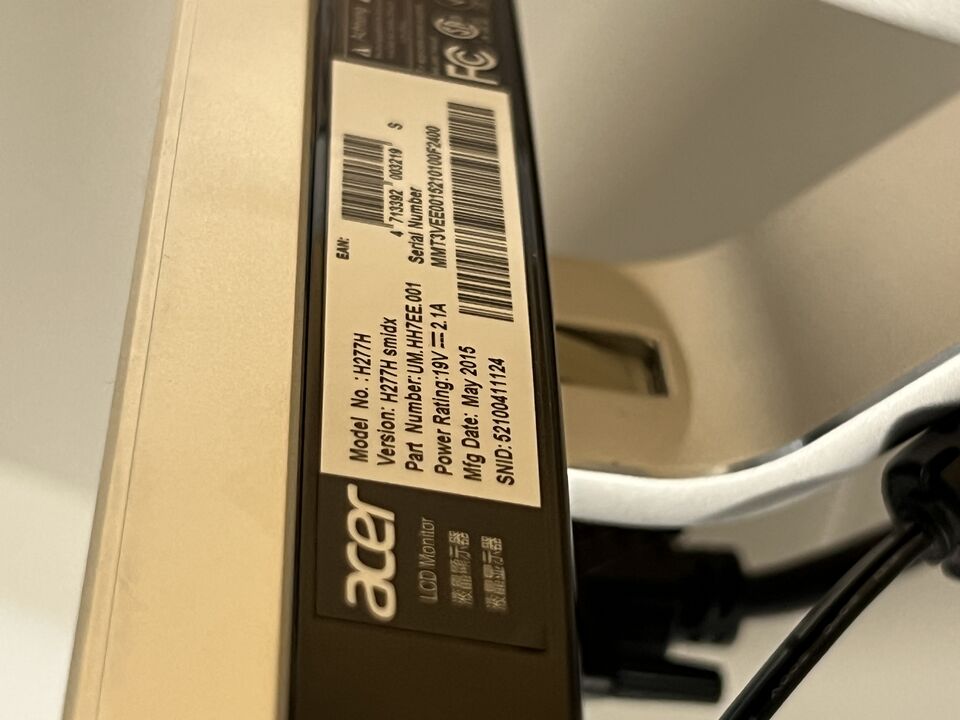 acer
LCD Monitor
液晶顯示器
液晶显示器
Model No.: H277H
Version: H277H smidx
Part Number:UM.HH7EE.001
Power Rating:19V⎓2.1A
Mfg Date: May 2015
SNID: 52100411124
EAN:
4 713392 003219 S
Serial Number
MMT3VEE0015210100F2400
FC